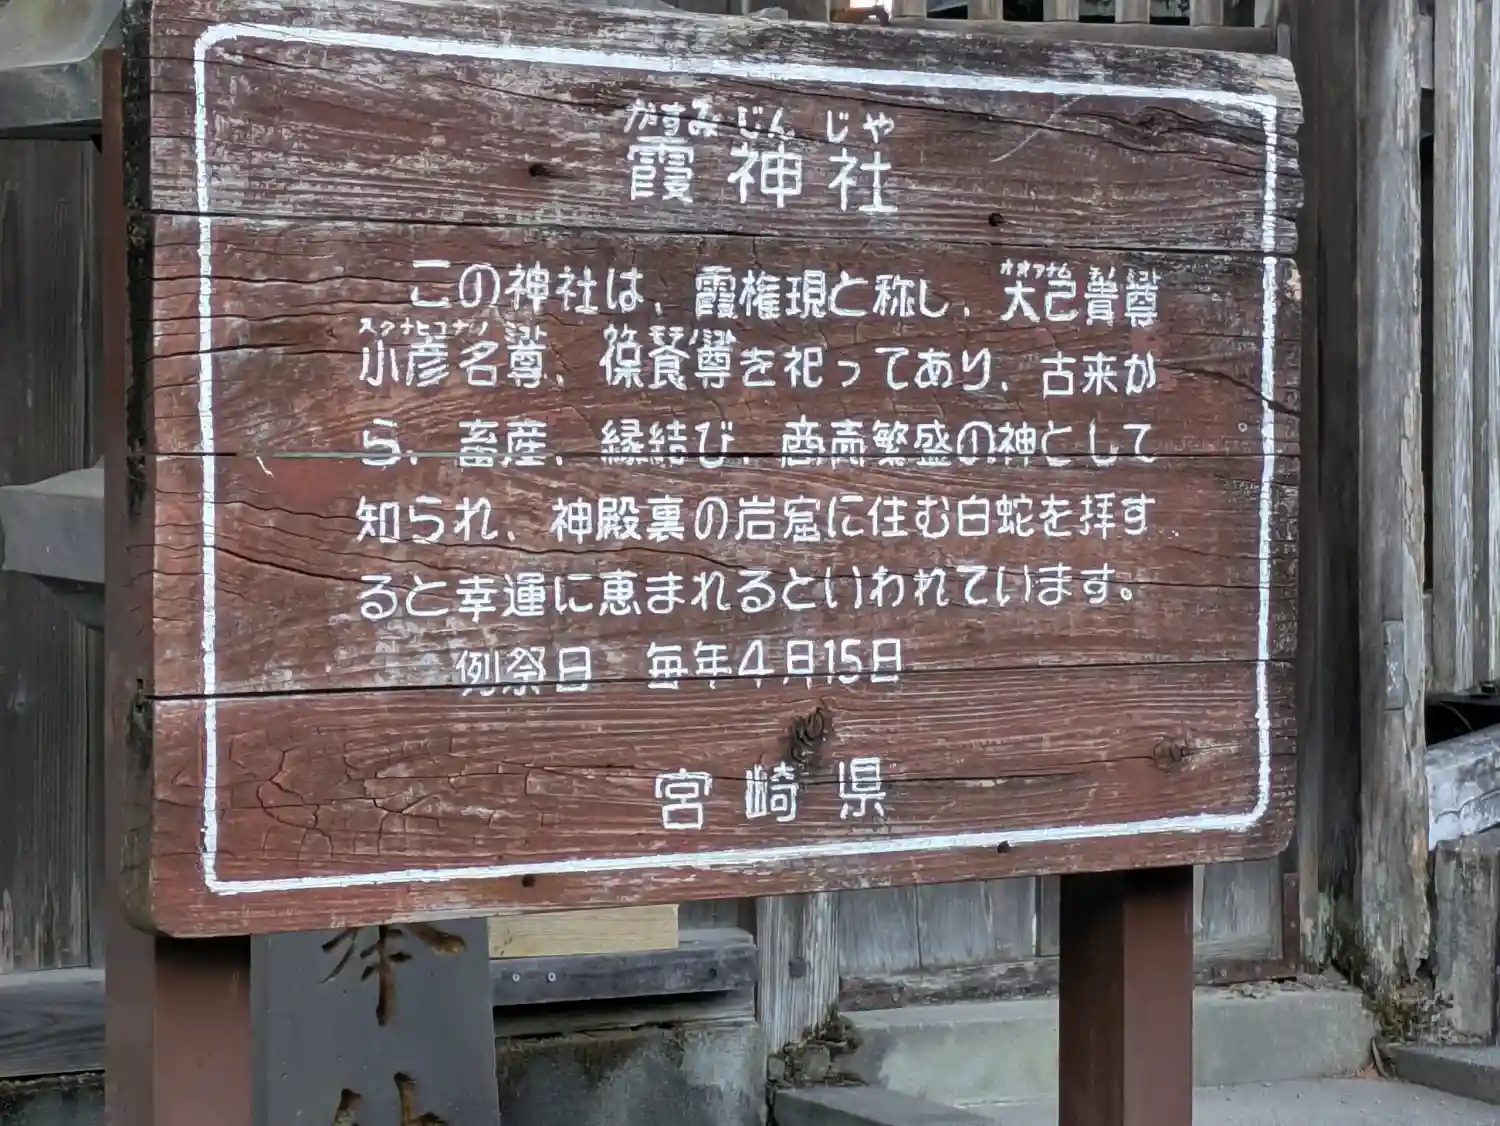 かすみ じん じゃ
霞神社
この神社は、霞権現と称し、大己貴尊
オオアナム チノ ミコト
スクナヒコナノ ミコト
小彦名尊、保食尊を祀ってあり、古来か
ら、畜産、縁結び、商売繁盛の神として
知られ、神殿裏の岩窟に住む白蛇を拝す
ると幸運に恵まれるといわれています。
例祭日 毎年4月15日
宮崎県
奉